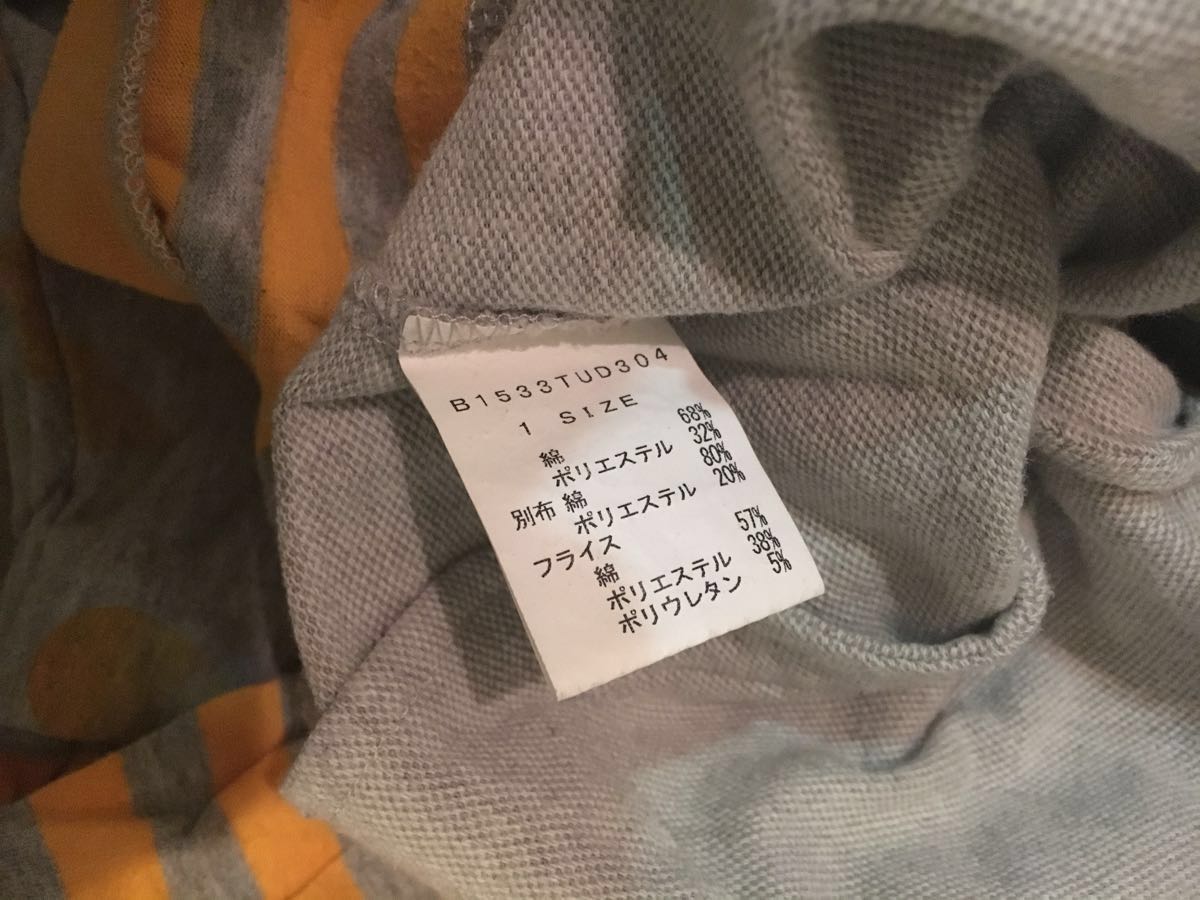 B1533TUD304
1 SIZE
綿 68%
ポリエステル 32%
別布 綿 80%
ポリエステル 20%
フライス
綿 57%
ポリエステル 38%
ポリウレタン 5%